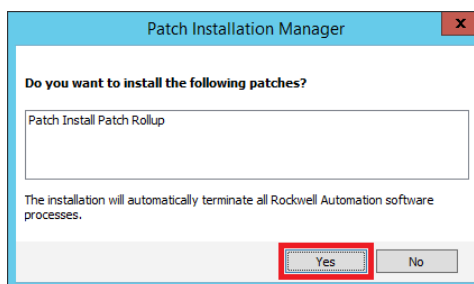 Patch Installation Manager
x
Do you want to install the following patches?
Patch Install Patch Rollup
The installation will automatically terminate all Rockwell Automation software
processes.
Yes
No